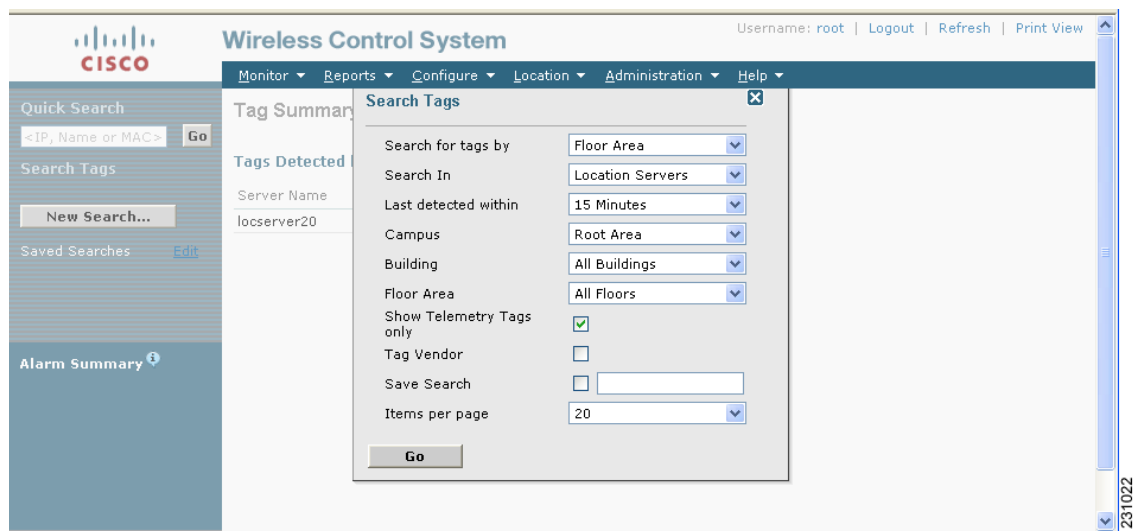 Username: root | Logout | Refresh | Print View
CISCO
Wireless Control System
Monitor Reports Configure Location Administration Help
Quick Search
<IP, Name or MAC> Go
Search Tags
New Search...
Saved Searches Edit
Alarm Summary
Tag Summary
Tags Detected
Server Name
locserver20
Search Tags
Search for tags by Floor Area
Search In Location Servers
Last detected within 15 Minutes
Campus Root Area
Building All Buildings
Floor Area All Floors
Show Telemetry Tags
only
Tag Vendor
Save Search
Items per page 20
Go
231022